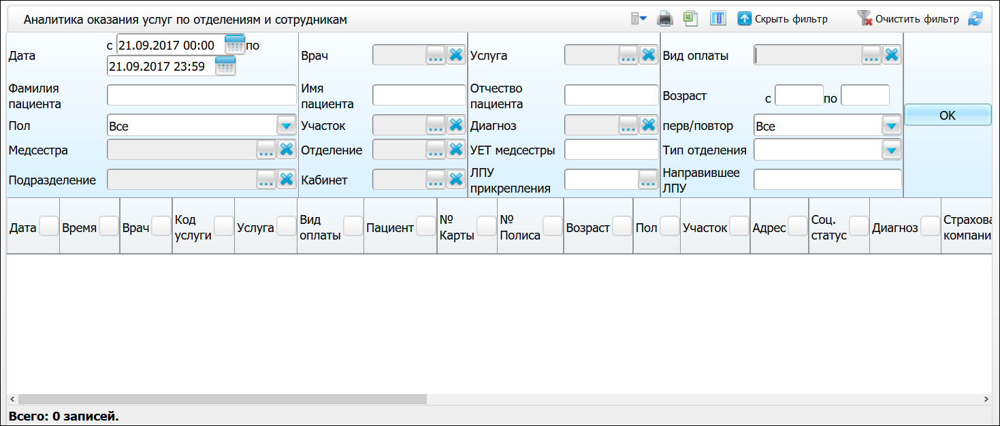 Аналитика оказания услуг по отделениям и сотрудникам
Скрыть фильтр
Очистить фильтр
Дата
с 21.09.2017 00:00 по
21.09.2017 23:59
Врач
...
Услуга
...
Вид оплаты
...
Фамилия
пациента
Имя
пациента
Отчество
пациента
Возраст
с
по
ОК
Пол
Все
Участок
...
Диагноз
...
перв/повтор
Все
Медсестра
...
Отделение
...
УЕТ медсестры
Тип отделения
Подразделение
...
Кабинет
...
ЛПУ
прикрепления
...
Направившее
ЛПУ
Дата
Время
Врач
Код
услуги
Услуга
Вид
оплаты
Пациент
№
Карты
№
Полиса
Возраст
Пол
Участок
Адрес
Соц.
статус
Диагноз
Страхова
компани
Всего: 0 записей.